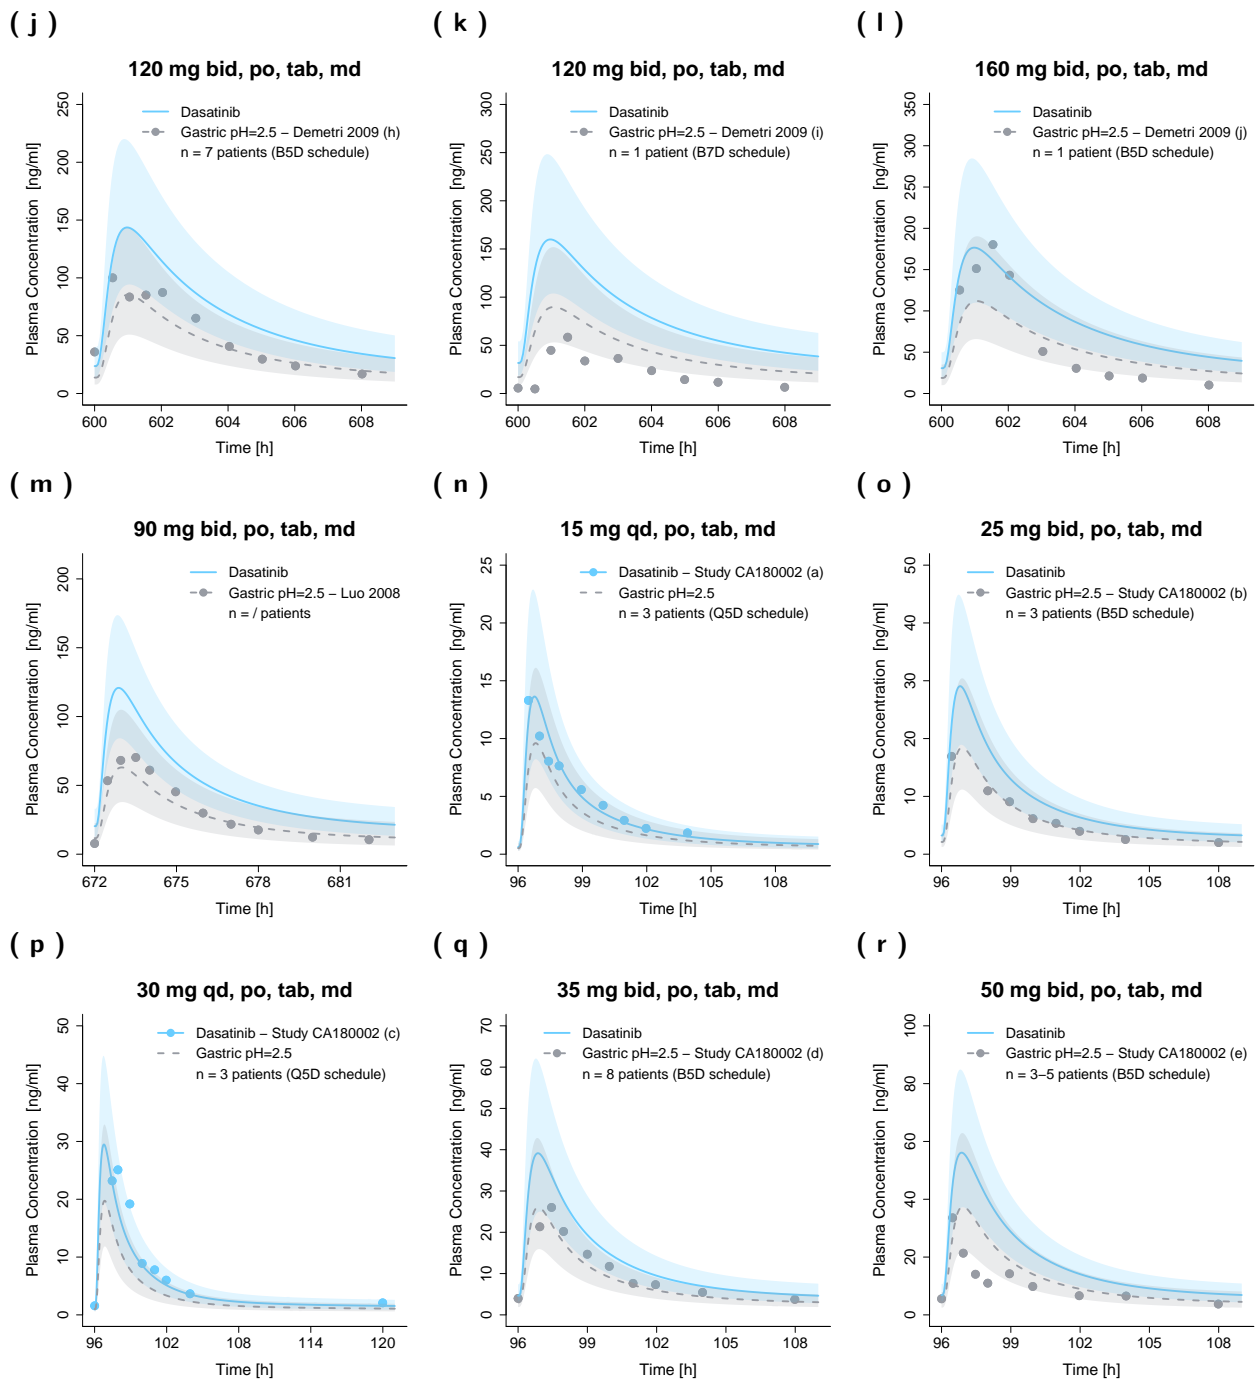 ( j )
120 mg bid, po, tab, md
Dasatinib
Gastric pH=2.5 − Demetri 2009 (h)
n = 7 patients (B5D schedule)
Plasma Concentration [ng/ml]
250
200
150
100
50
0
600 602 604 606 608
Time [h]
( k )
120 mg bid, po, tab, md
Dasatinib
Gastric pH=2.5 − Demetri 2009 (i)
n = 1 patient (B7D schedule)
Plasma Concentration [ng/ml]
300
250
200
150
100
50
0
600 602 604 606 608
Time [h]
( l )
160 mg bid, po, tab, md
Dasatinib
Gastric pH=2.5 − Demetri 2009 (j)
n = 1 patient (B5D schedule)
Plasma Concentration [ng/ml]
350
300
250
200
150
100
50
0
600 602 604 606 608
Time [h]
( m )
90 mg bid, po, tab, md
Dasatinib
Gastric pH=2.5 − Luo 2008
n = / patients
Plasma Concentration [ng/ml]
200
150
100
50
0
672 675 678 681
Time [h]
( n )
15 mg qd, po, tab, md
Dasatinib − Study CA180002 (a)
Gastric pH=2.5
n = 3 patients (Q5D schedule)
Plasma Concentration [ng/ml]
25
20
15
10
5
0
96 99 102 105 108
Time [h]
( o )
25 mg bid, po, tab, md
Dasatinib
Gastric pH=2.5 − Study CA180002 (b)
n = 3 patients (B5D schedule)
Plasma Concentration [ng/ml]
50
40
30
20
10
0
96 99 102 105 108
Time [h]
( p )
30 mg qd, po, tab, md
Dasatinib − Study CA180002 (c)
Gastric pH=2.5
n = 3 patients (Q5D schedule)
Plasma Concentration [ng/ml]
50
40
30
20
10
0
96 102 108 114 120
Time [h]
( q )
35 mg bid, po, tab, md
Dasatinib
Gastric pH=2.5 − Study CA180002 (d)
n = 8 patients (B5D schedule)
Plasma Concentration [ng/ml]
70
60
50
40
30
20
10
0
96 99 102 105 108
Time [h]
( r )
50 mg bid, po, tab, md
Dasatinib
Gastric pH=2.5 − Study CA180002 (e)
n = 3−5 patients (B5D schedule)
Plasma Concentration [ng/ml]
100
80
60
40
20
0
96 99 102 105 108
Time [h]